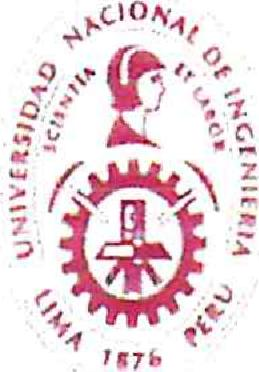 UNIVERSIDAD NACIONAL DE INGENIERIA
SCIENTIA ET LABOR
LIMA 1876 PERU